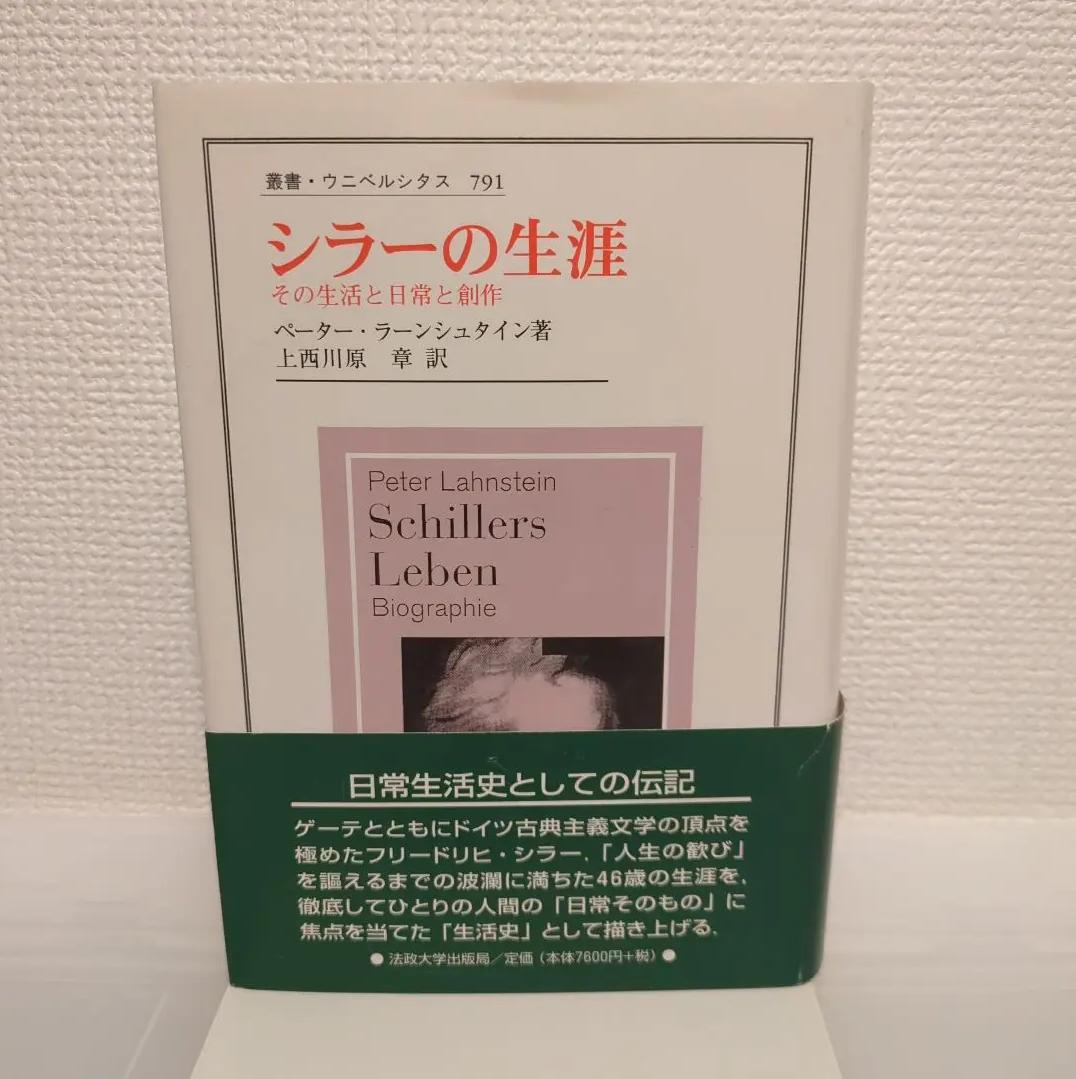 叢書・ウニベルシタス 791
シラーの生涯
その生活と日常と創作
ペーター・ラーンシュタイン著
上西川原 章 訳
Peter Lahnstein
Schillers
Leben
Biographie
日常生活史としての伝記
ゲーテとともにドイツ古典主義文学の頂点を
極めたフリードリヒ・シラー．「人生の歓び」
を謳えるまでの波瀾に満ちた46歳の生涯を，
徹底してひとりの人間の「日常そのもの」に
焦点を当てた「生活史」として描き上げる．
●法政大学出版局／定価（本体7600円＋税）●